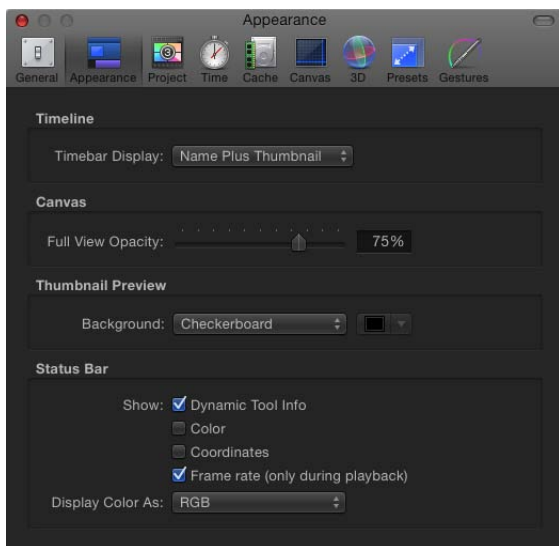 Appearance
General Appearance Project Time Cache Canvas 3D Presets Gestures
Timeline
Timebar Display: Name Plus Thumbnail
Canvas
Full View Opacity: 75%
Thumbnail Preview
Background: Checkerboard
Status Bar
Show: Dynamic Tool Info
Color
Coordinates
Frame rate (only during playback)
Display Color As: RGB